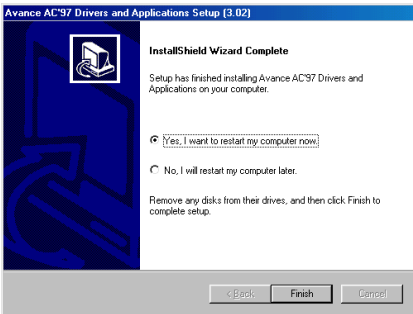 Avance AC'97 Drivers and Applications Setup (3.02)
InstallShield Wizard Complete
Setup has finished installing Avance AC'97 Drivers and
Applications on your computer.
Yes, I want to restart my computer now.
No, I will restart my computer later.
Remove any disks from their drives, and then click Finish to
complete setup.
< Back
Finish
Cancel